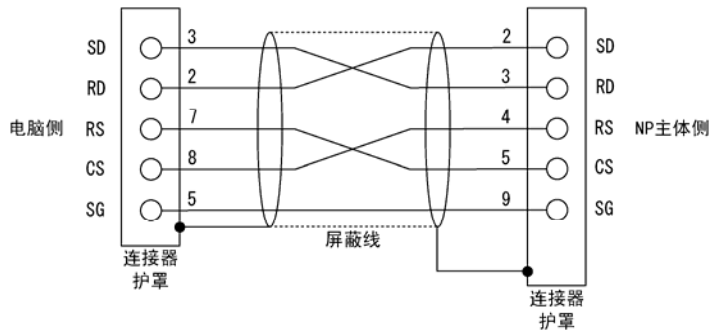 SD 3 2 SD
RD 2 3 RD
电脑侧 RS 7 4 RS NP主体侧
CS 8 5 CS
SG 5 9 SG
屏蔽线
连接器
护罩
连接器
护罩